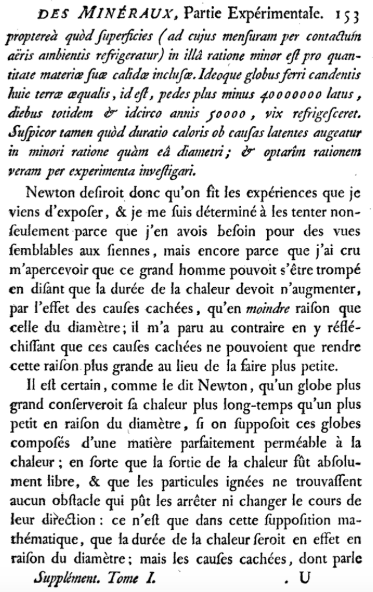 DES MINÉRAUX, Partie Expérimentale. 153
proptereà quòd ſuperficies (ad cujus menſuram per contactum
aëris ambientis refrigeratur) in illâ ratione minor eſt pro quan-
titate materiæ ſuæ calidæ incluſæ. Ideoque globus ferri candentis
huic terræ æqualis, id eſt, pedes plus minus 40000000 latus,
diebus totidem & idcirco annis 50000, vix refrigeſceret.
Suſpicor tamen quòd duratio caloris ob cauſas latentes augeatur
in minori ratione quàm eâ diametri; & optarim rationem
veram per experimenta inveſtigari.
Newton deſiroit donc qu'on fît les expériences que je
viens d'expoſer, & je me ſuis déterminé à les tenter non-
ſeulement parce que j'en avois beſoin pour des vues
ſemblables aux ſiennes, mais encore parce que j'ai cru
m'apercevoir que ce grand homme pouvoit s'être trompé
en diſant que la durée de la chaleur devoit n'augmenter,
par l'effet des cauſes cachées, qu'en moindre raiſon que
celle du diamètre; il m'a paru au contraire en y réflé-
chiſſant que ces cauſes cachées ne pouvoient que rendre
cette raiſon plus grande au lieu de la faire plus petite.
Il eſt certain, comme le dit Newton, qu'un globe plus
grand conſerveroit ſa chaleur plus long-temps qu'un plus
petit en raiſon du diamètre, ſi on ſuppoſoit ces globes
compoſés d'une matière parfaitement perméable à la
chaleur; en ſorte que la ſortie de la chaleur fût abſolu-
ment libre, & que les particules ignées ne trouvaſſent
aucun obſtacle qui pût les arrêter ni changer le cours de
leur direction: ce n'eſt que dans cette ſuppoſition ma-
thématique, que la durée de la chaleur ſeroit en effet en
raiſon du diamètre; mais les cauſes cachées, dont parle
Supplément. Tome I. . U